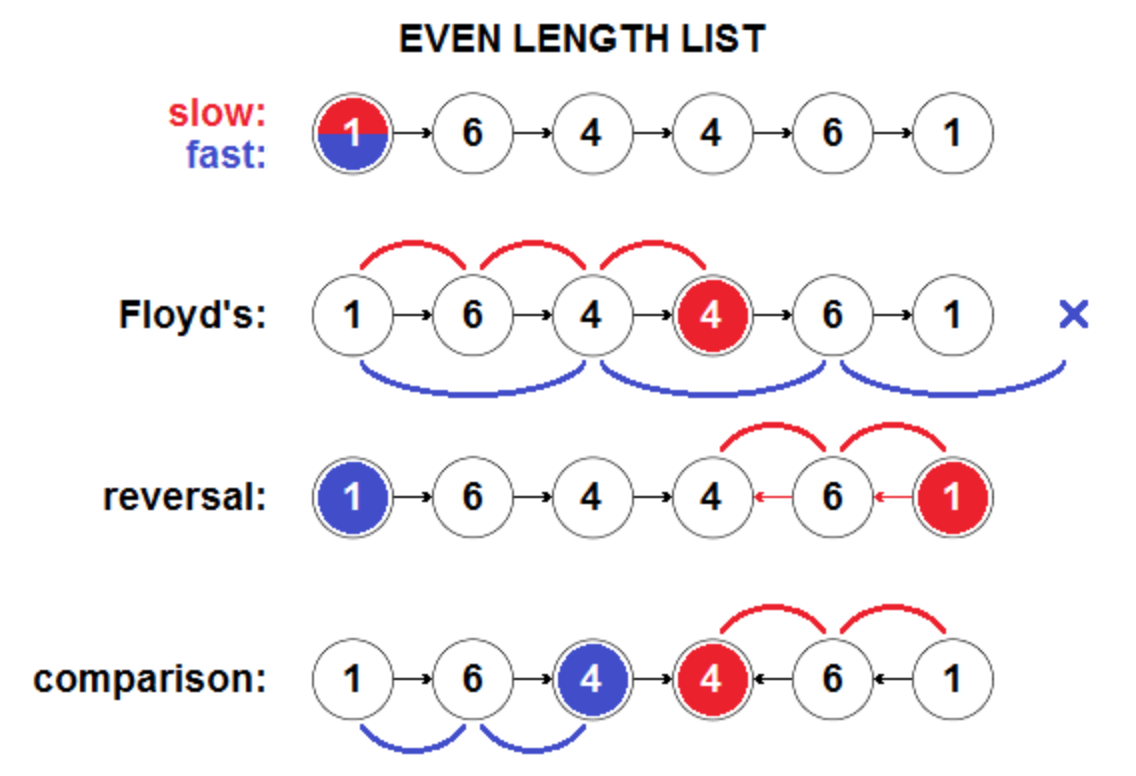 EVEN LENGTH LIST
slow:
fast:
1 6 4 4 6 1
Floyd's: 1 6 4 4 6 1 ×
reversal: 1 6 4 4 6 1
comparison: 1 6 4 4 6 1